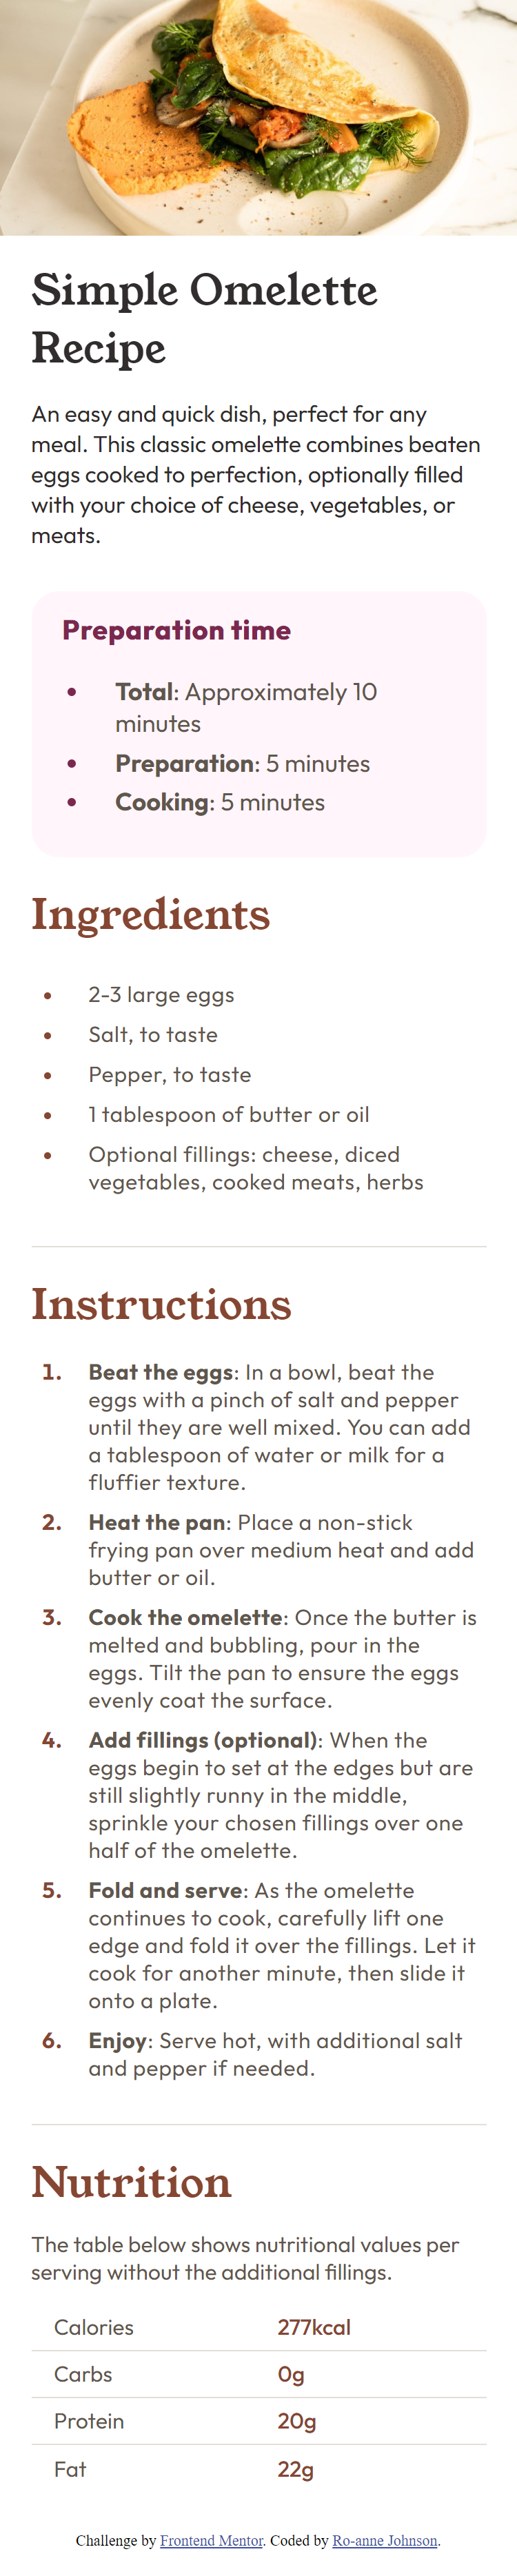 Simple Omelette
Recipe
An easy and quick dish, perfect for any
meal. This classic omelette combines beaten
eggs cooked to perfection, optionally filled
with your choice of cheese, vegetables, or
meats.
Preparation time
• Total: Approximately 10
minutes
• Preparation: 5 minutes
• Cooking: 5 minutes
Ingredients
• 2-3 large eggs
• Salt, to taste
• Pepper, to taste
• 1 tablespoon of butter or oil
• Optional fillings: cheese, diced
vegetables, cooked meats, herbs
Instructions
1. Beat the eggs: In a bowl, beat the
eggs with a pinch of salt and pepper
until they are well mixed. You can add
a tablespoon of water or milk for a
fluffier texture.
2. Heat the pan: Place a non-stick
frying pan over medium heat and add
butter or oil.
3. Cook the omelette: Once the butter is
melted and bubbling, pour in the
eggs. Tilt the pan to ensure the eggs
evenly coat the surface.
4. Add fillings (optional): When the
eggs begin to set at the edges but are
still slightly runny in the middle,
sprinkle your chosen fillings over one
half of the omelette.
5. Fold and serve: As the omelette
continues to cook, carefully lift one
edge and fold it over the fillings. Let it
cook for another minute, then slide it
onto a plate.
6. Enjoy: Serve hot, with additional salt
and pepper if needed.
Nutrition
The table below shows nutritional values per
serving without the additional fillings.
Calories 277kcal
Carbs 0g
Protein 20g
Fat 22g
Challenge by Frontend Mentor. Coded by Ro-anne Johnson.